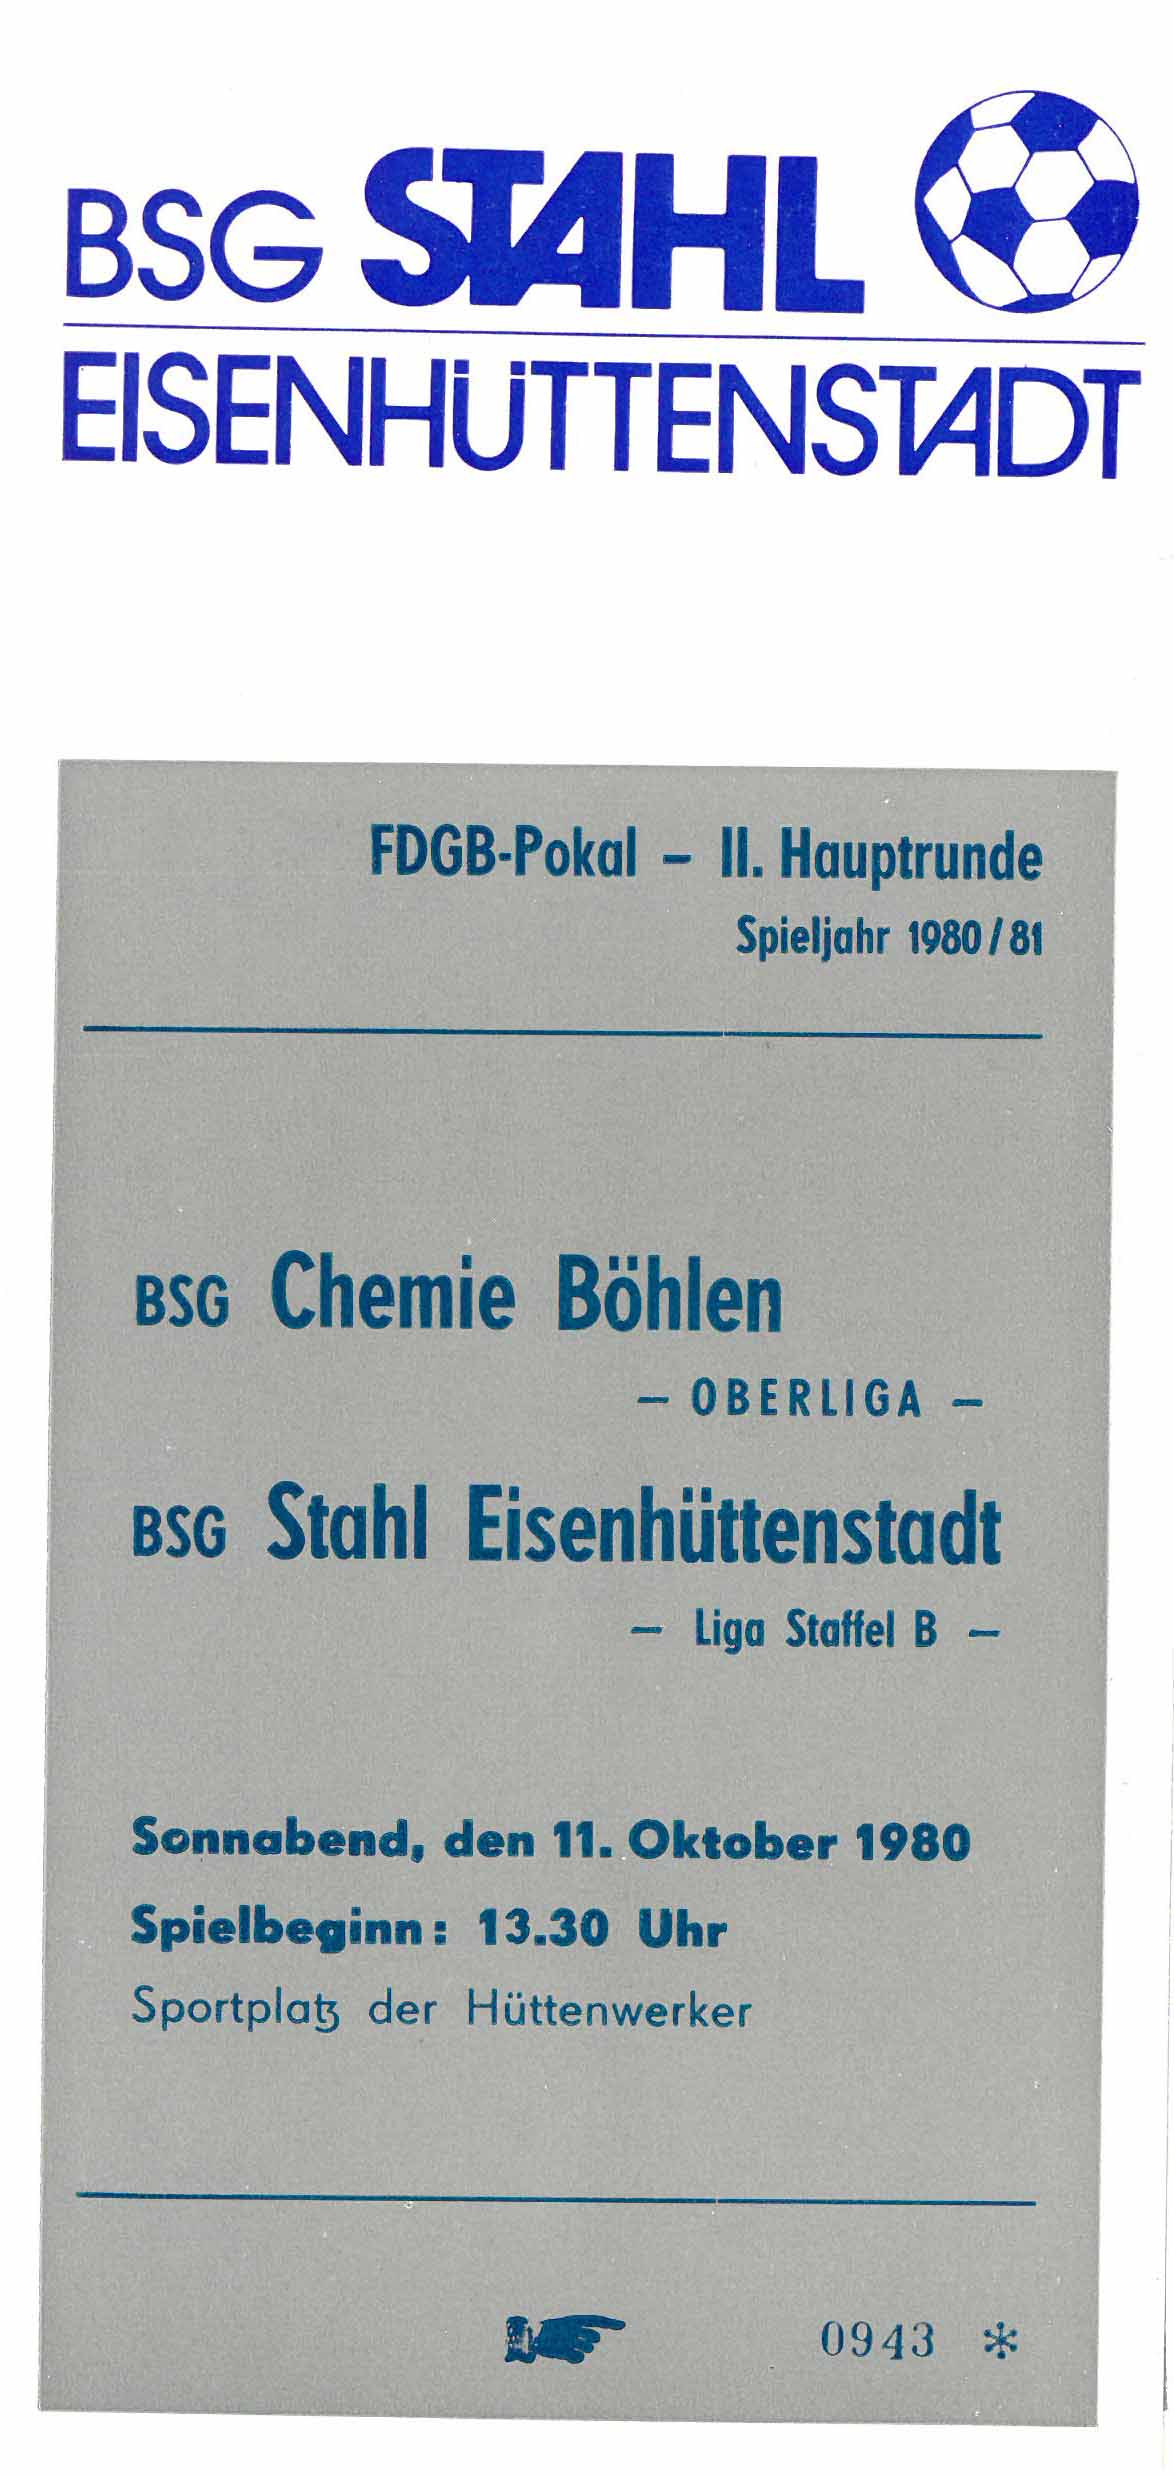 BSG STAHL
EISENHÜTTENSTADT
FDGB-Pokal – II. Hauptrunde
Spieljahr 1980/81
BSG Chemie Böhlen
– OBERLIGA –
BSG Stahl Eisenhüttenstadt
– Liga Staffel B –
Sonnabend, den 11. Oktober 1980
Spielbeginn: 13.30 Uhr
Sportplatz der Hüttenwerker
0943 *